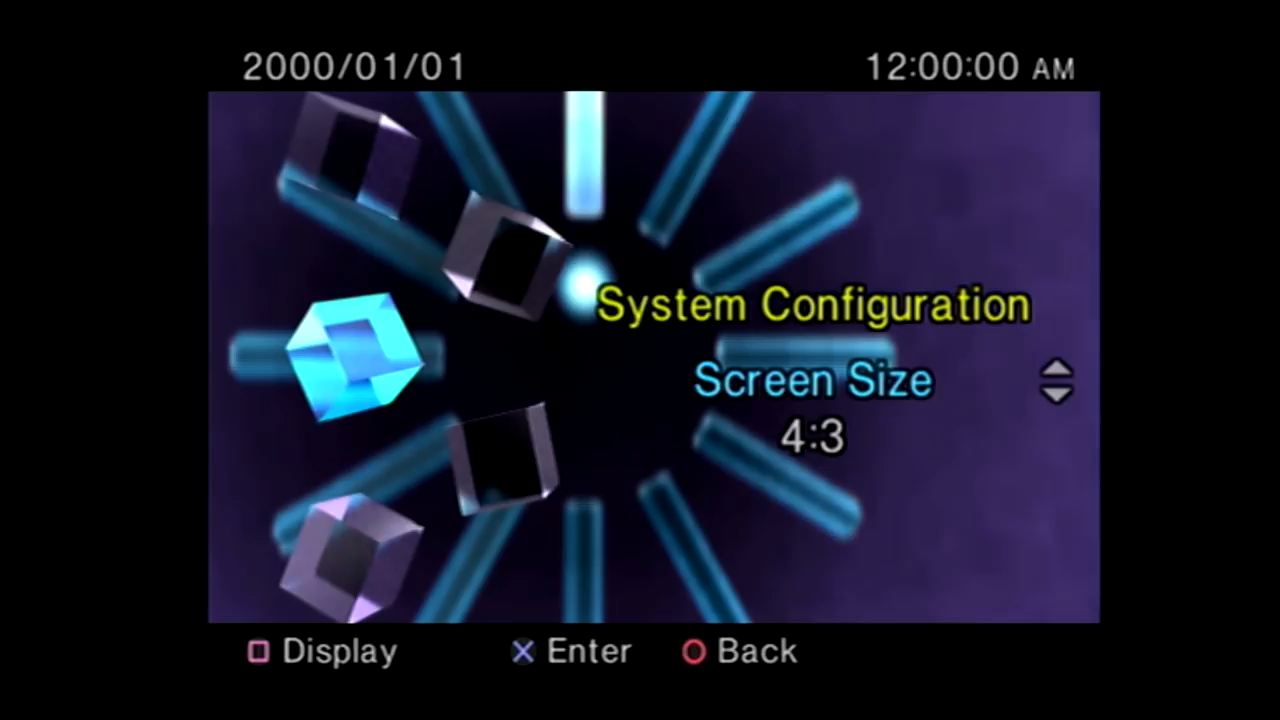 2000/01/01 12:00:00 AM
System Configuration
Screen Size
4:3
Display Enter Back